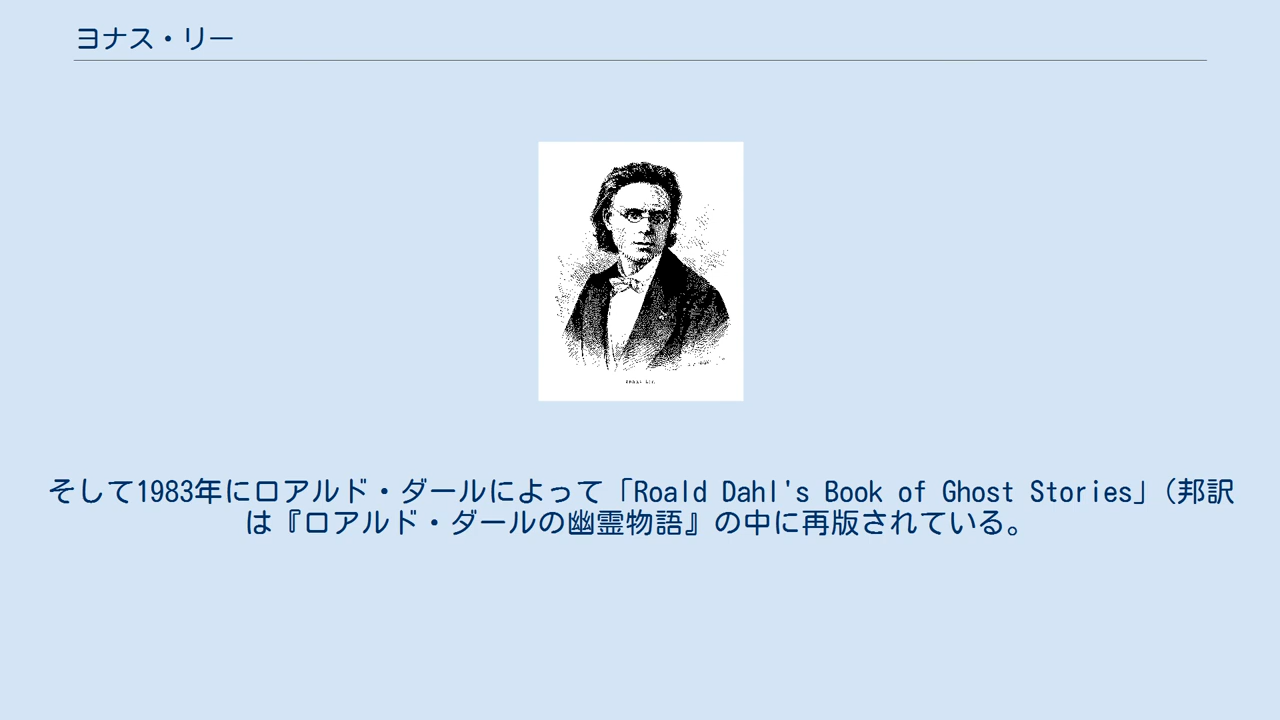 ヨナス・リー
そして1983年にロアルド・ダールによって「Roald Dahl's Book of Ghost Stories」（邦訳
は『ロアルド・ダールの幽霊物語』の中に再版されている。